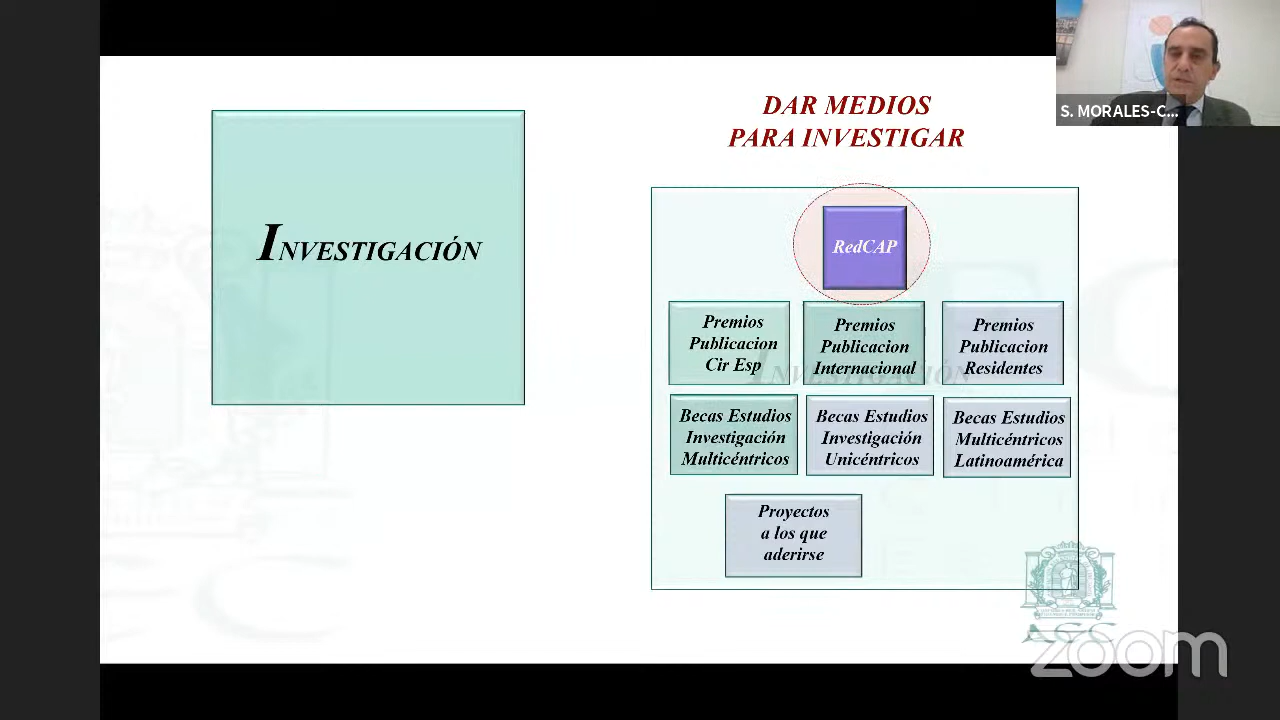 INVESTIGACIÓN
DAR MEDIOS
PARA INVESTIGAR
S. MORALES-C...
RedCAP
Premios
Publicacion
Cir Esp
Premios
Publicacion
Internacional
Premios
Publicacion
Residentes
INVESTIGACIÓN
Becas Estudios
Investigación
Multicéntricos
Becas Estudios
Investigación
Unicéntricos
Becas Estudios
Multicéntricos
Latinoamérica
Proyectos
a los que
aderirse
zoom